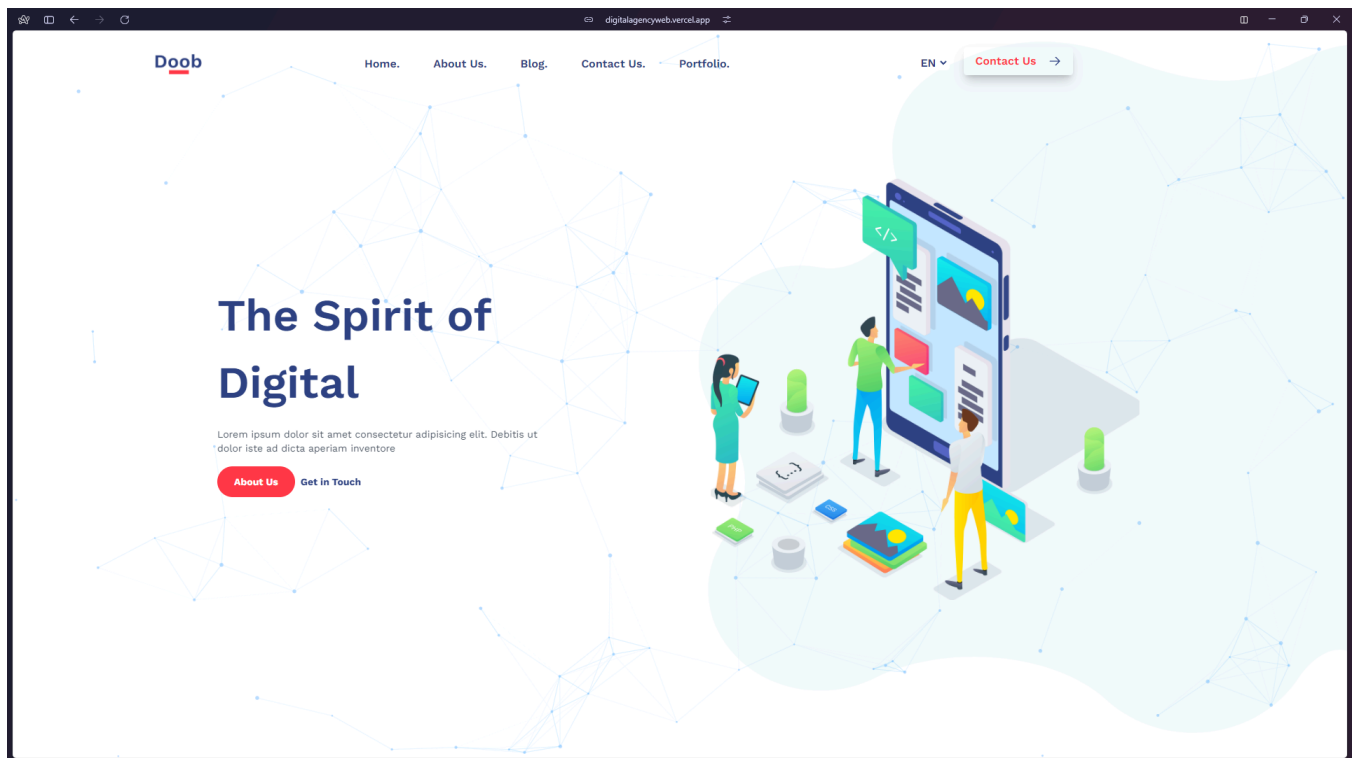 digitalagencyweb.vercel.app
Doob
Home. About Us. Blog. Contact Us. Portfolio.
EN
Contact Us →
</>
The Spirit of
Digital
Lorem ipsum dolor sit amet consectetur adipisicing elit. Debitis ut
dolor iste ad dicta aperiam inventore
About Us Get in Touch
{...}
CSS
PHP